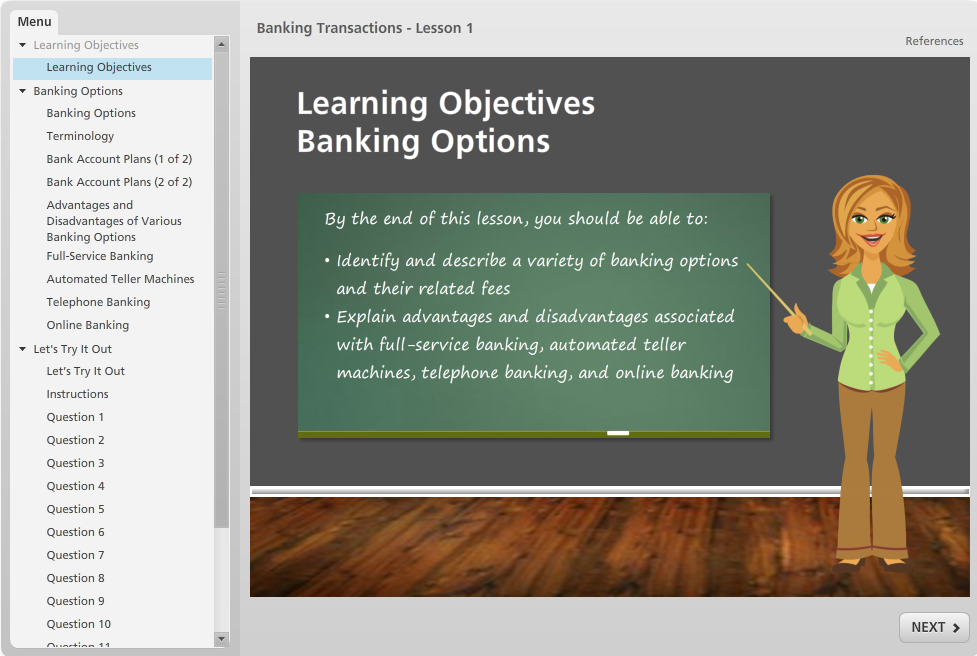 Menu
Learning Objectives
Learning Objectives
Banking Options
Banking Options
Terminology
Bank Account Plans (1 of 2)
Bank Account Plans (2 of 2)
Advantages and
Disadvantages of Various
Banking Options
Full-Service Banking
Automated Teller Machines
Telephone Banking
Online Banking
Let's Try It Out
Let's Try It Out
Instructions
Question 1
Question 2
Question 3
Question 4
Question 5
Question 6
Question 7
Question 8
Question 9
Question 10
Question 11
Banking Transactions - Lesson 1
References
Learning Objectives
Banking Options
By the end of this lesson, you should be able to:
• Identify and describe a variety of banking options
and their related fees
• Explain advantages and disadvantages associated
with full-service banking, automated teller
machines, telephone banking, and online banking
NEXT